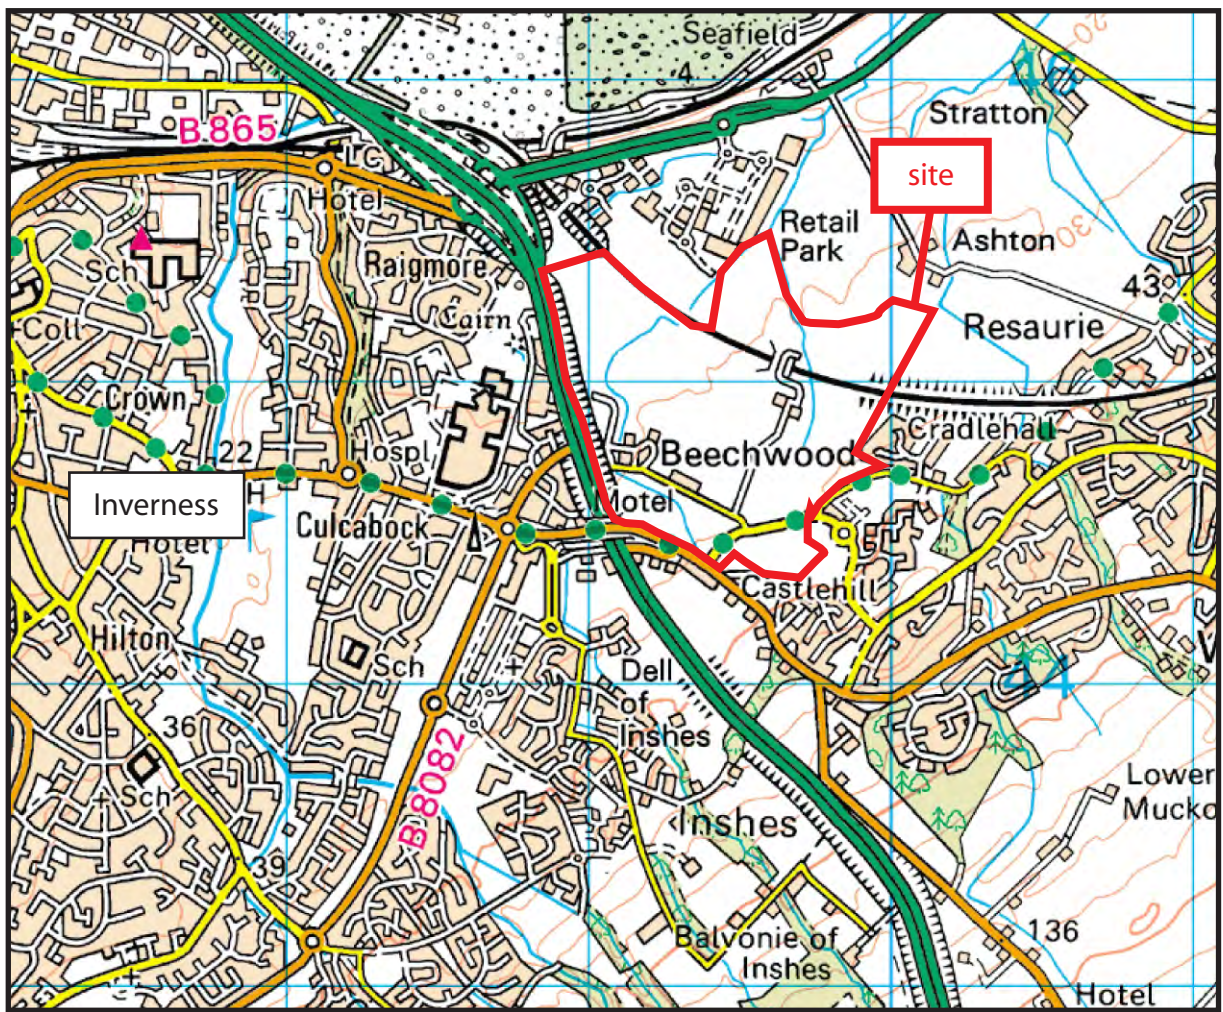 Seafield
4
B 865
Stratton
LC
site
Hotel
Retail
Park
Ashton
30
20
Sch
Raigmore
43
Cairn
Resaurie
Coll
Crown
Cradlehall
22
Hospl
Beechwood
Inverness
H
Motel
Culcabock
Hotel
Castlehill
Hilton
Sch
Dell
of
Inshes
36
Sch
B 8082
Lower
Mucko
Inshes
39
136
Balvonie of
Inshes
Hotel